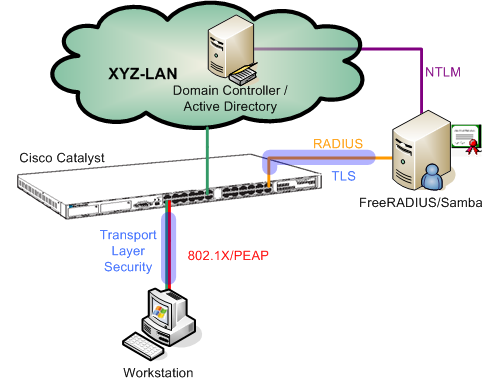 XYZ-LAN
Domain Controller /
Active Directory
NTLM
Cisco Catalyst
RADIUS
TLS
FreeRADIUS/Samba
Transport
Layer
Security
802.1X/PEAP
Workstation